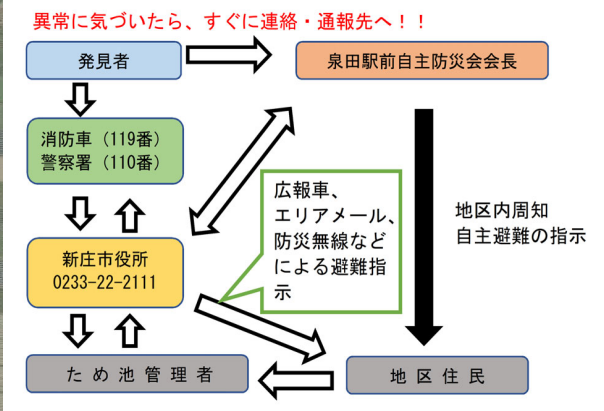 異常に気づいたら、すぐに連絡・通報先へ！！
発見者
泉田駅前自主防災会会長
消防車（119番）
警察署（110番）
広報車、
エリアメール、
防災無線など
による避難指
示
地区内周知
自主避難の指示
新庄市役所
0233-22-2111
ため池管理者
地区住民